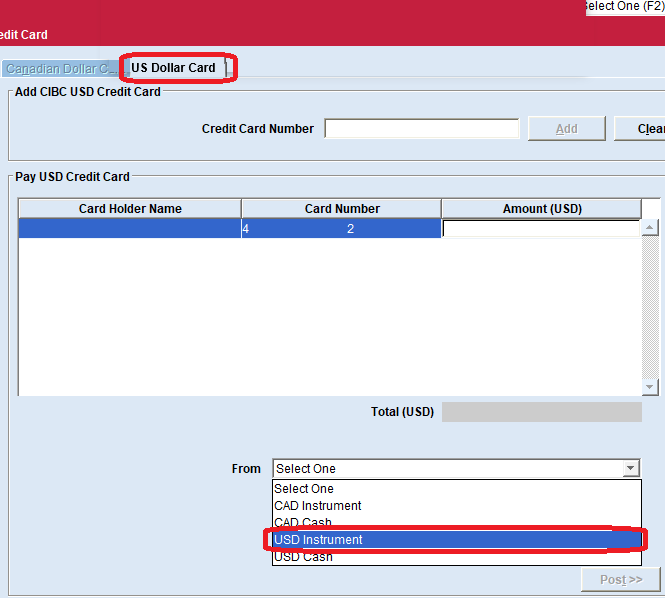 Select One (F2)
edit Card
Canadian Dollar C...
US Dollar Card
Add CIBC USD Credit Card
Credit Card Number
Add
Clear
Pay USD Credit Card
Card Holder Name Card Number Amount (USD)
4 2
Total (USD)
From Select One
Select One
CAD Instrument
CAD Cash
USD Instrument
USD Cash
Post >>